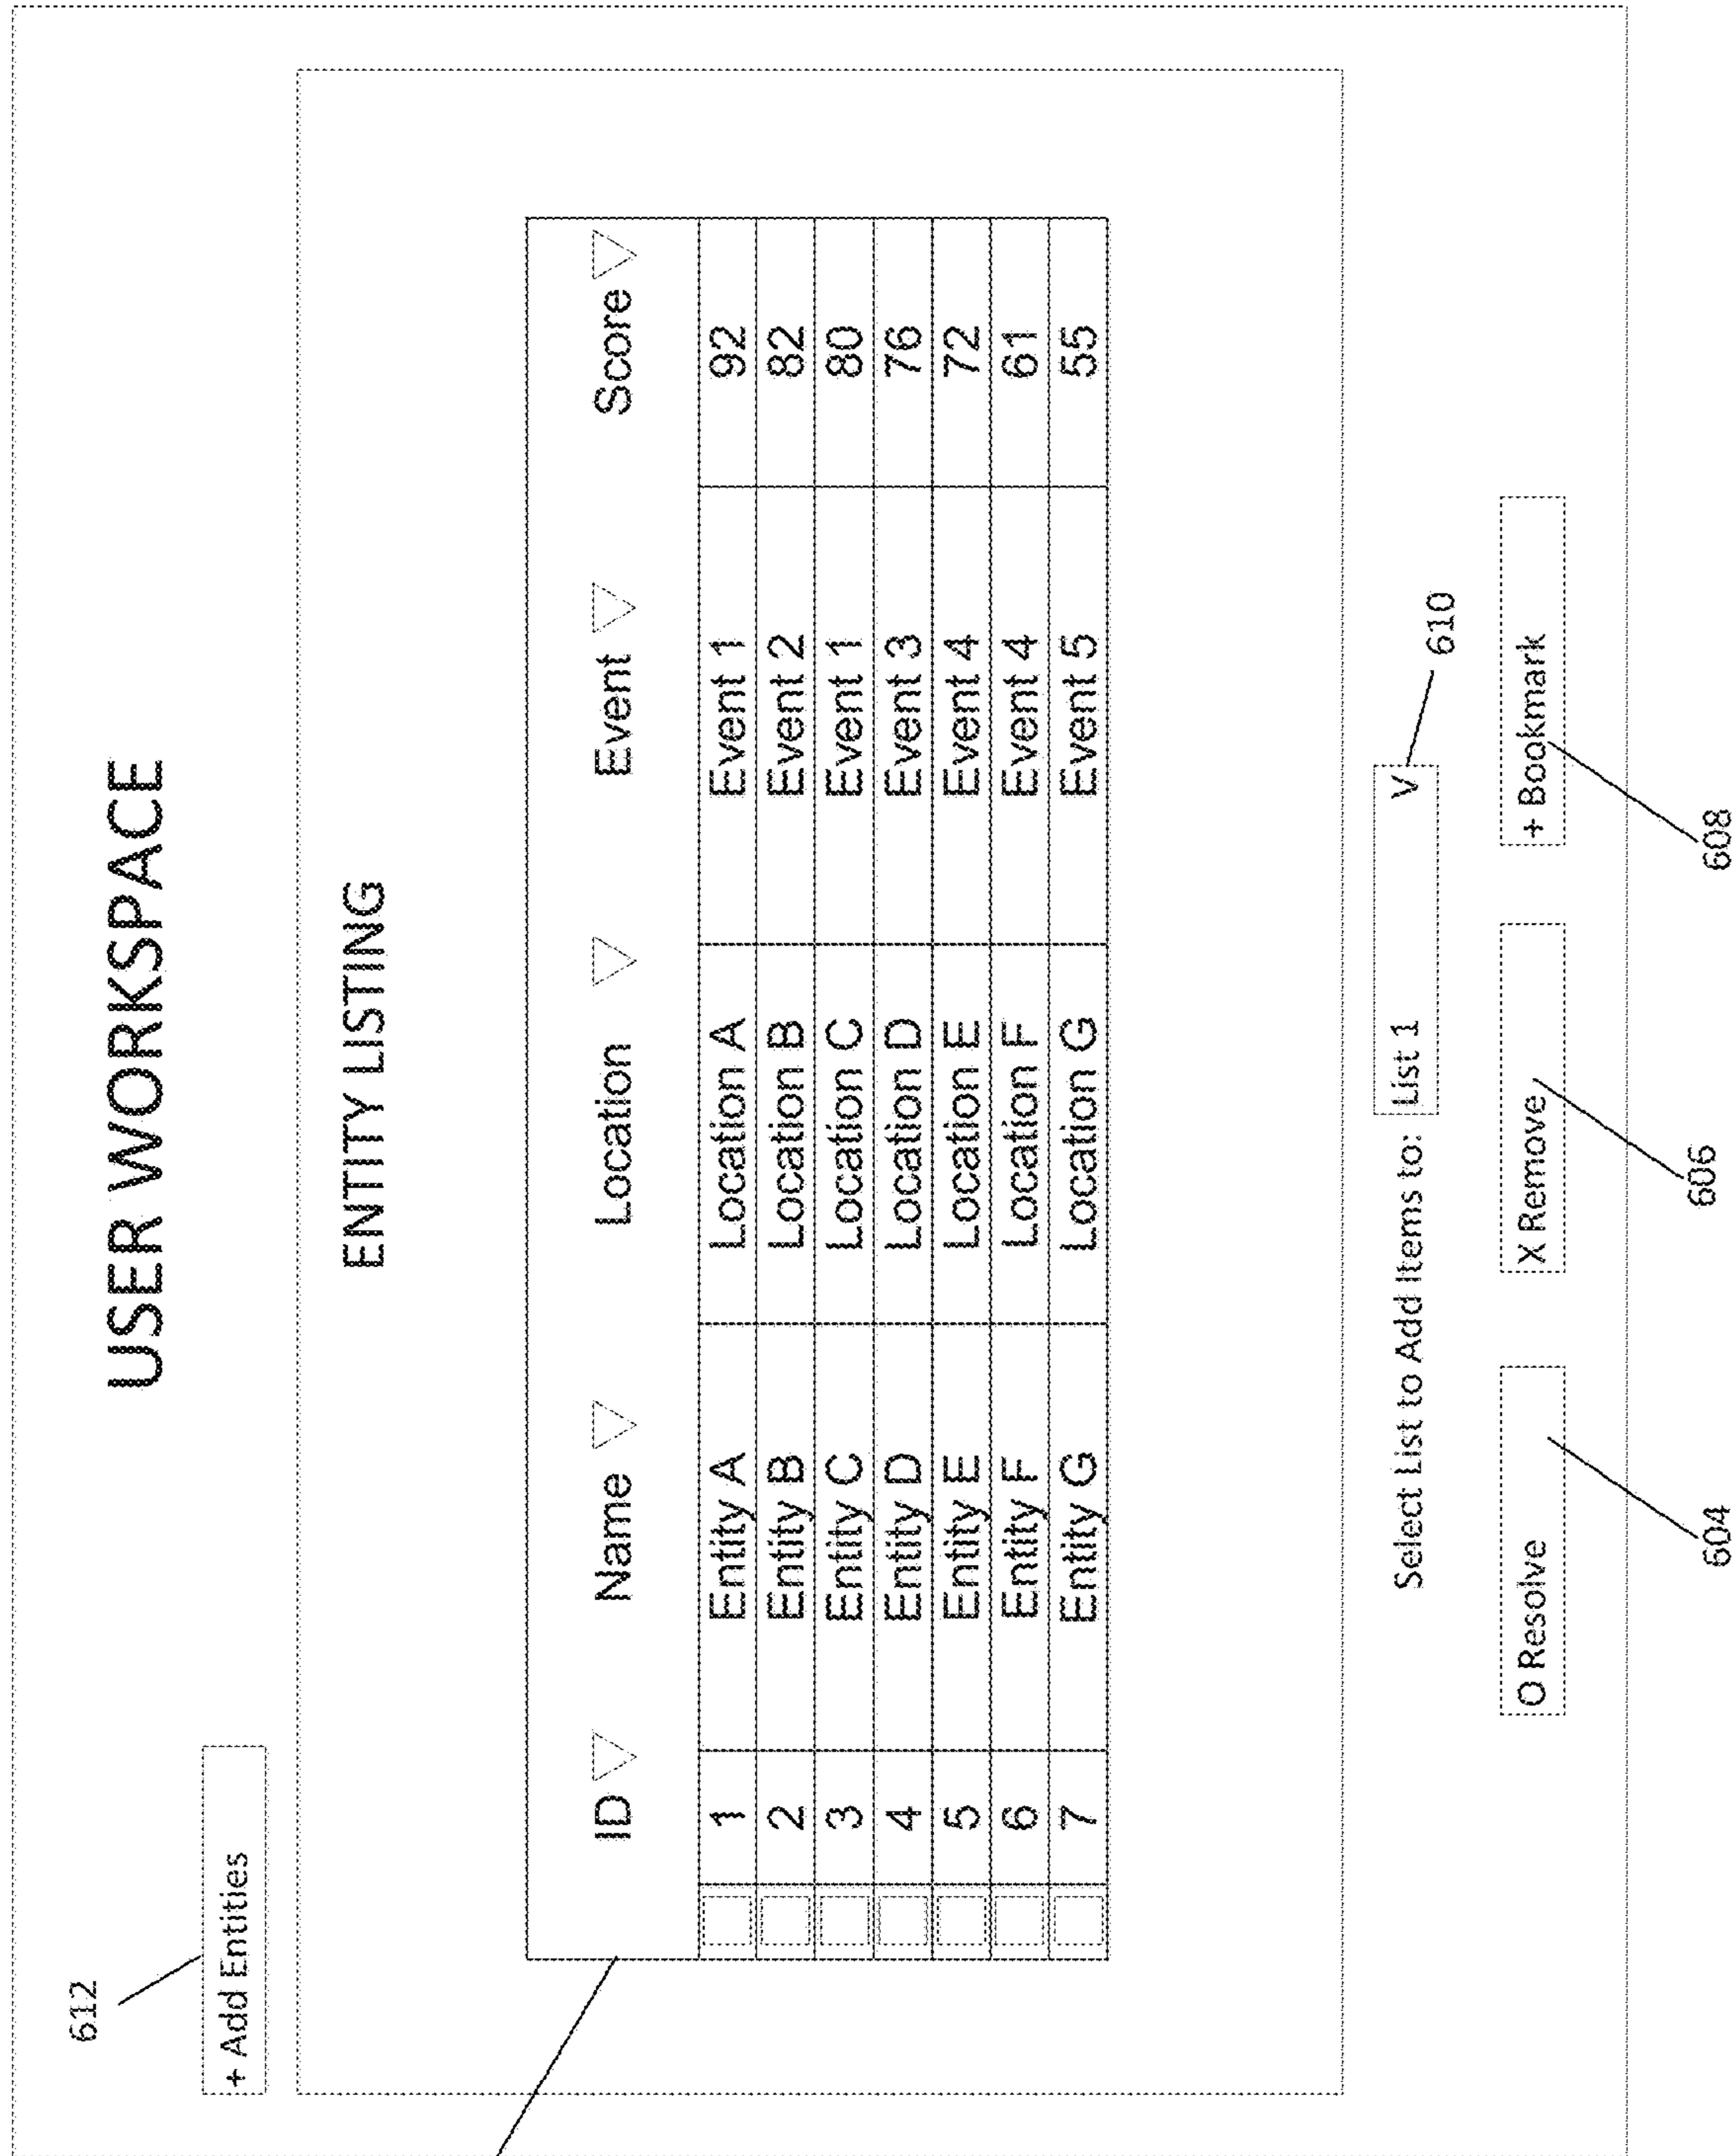 USER WORKSPACE
612
+ Add Entities
ENTITY LISTING
ID Name Location Event Score
1 Entity A Location A Event 1 92
2 Entity B Location B Event 2 82
3 Entity C Location C Event 1 80
4 Entity D Location D Event 3 76
5 Entity E Location E Event 4 72
6 Entity F Location F Event 4 61
7 Entity G Location G Event 5 55
Select List to Add Items to: List 1 V
610
O Resolve X Remove + Bookmark
604 606 608